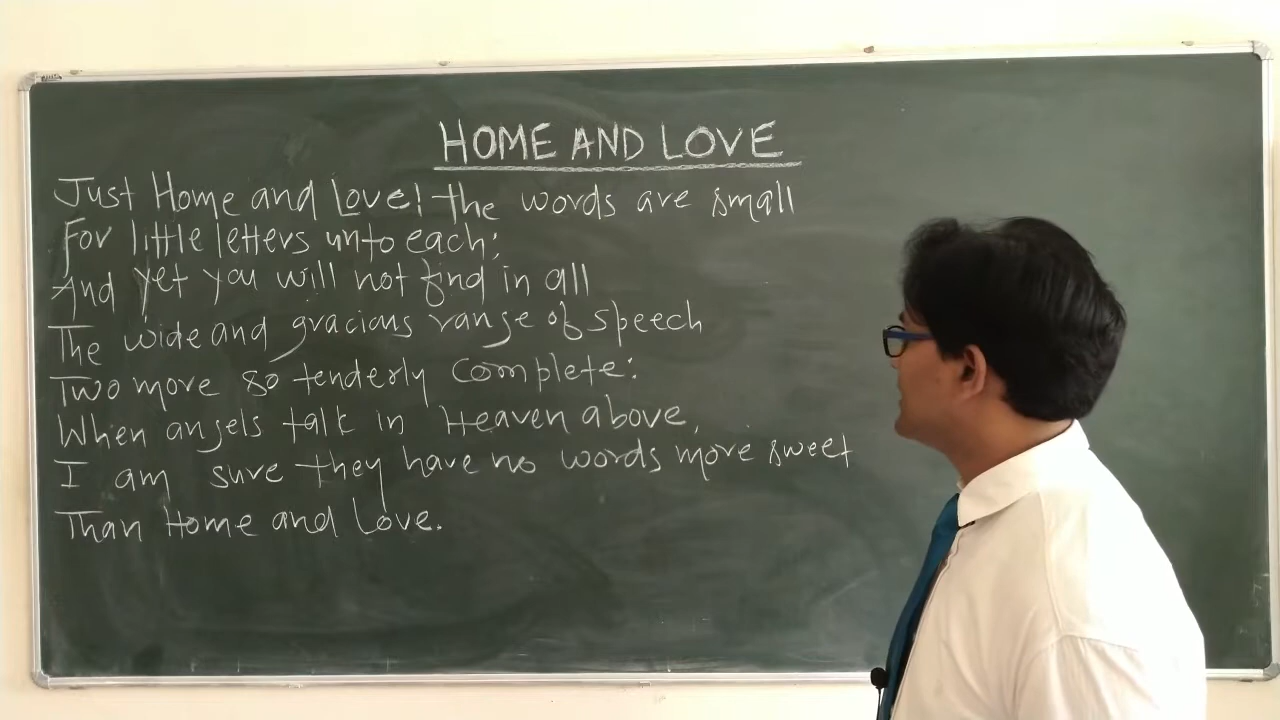 HOME AND LOVE
Just Home and Love! the words are small
For little letters unto each;
And yet you will not find in all
The wide and gracious range of speech
Two more so tenderly complete:
When angels talk in Heaven above,
I am sure they have no words more sweet
Than Home and Love.